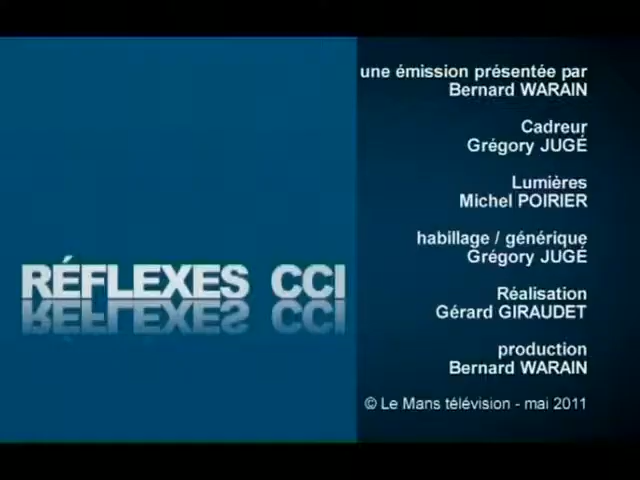 une émission présentée par
Bernard WARAIN
Cadreur
Grégory JUGÉ
Lumières
Michel POIRIER
habillage / générique
Grégory JUGÉ
Réalisation
Gérard GIRAUDET
production
Bernard WARAIN
© Le Mans télévision - mai 2011
RÉFLEXES CCI